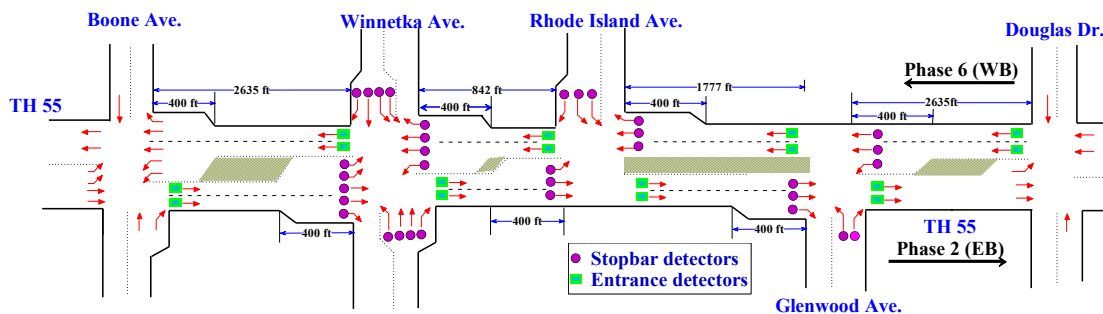 Boone Ave.
Winnetka Ave.
Rhode Island Ave.
Douglas Dr.
Phase 6 (WB)
TH 55
2635 ft
842 ft
1777 ft
2635 ft
400 ft
400 ft
400 ft
400 ft
400 ft
400 ft
400 ft
TH 55
Phase 2 (EB)
Stopbar detectors
Entrance detectors
Glenwood Ave.